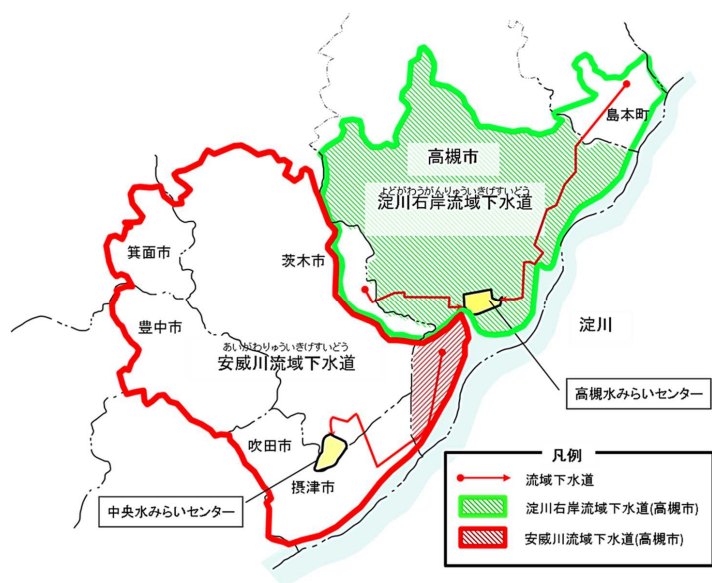 島本町
高槻市
よどがわうがんりゅういきげすいどう
淀川右岸流域下水道
箕面市
茨木市
豊中市
淀川
あいがわりゅういきげすいどう
安威川流域下水道
高槻水みらいセンター
吹田市
摂津市
中央水みらいセンター
凡例
流域下水道
淀川右岸流域下水道(高槻市)
安威川流域下水道(高槻市)